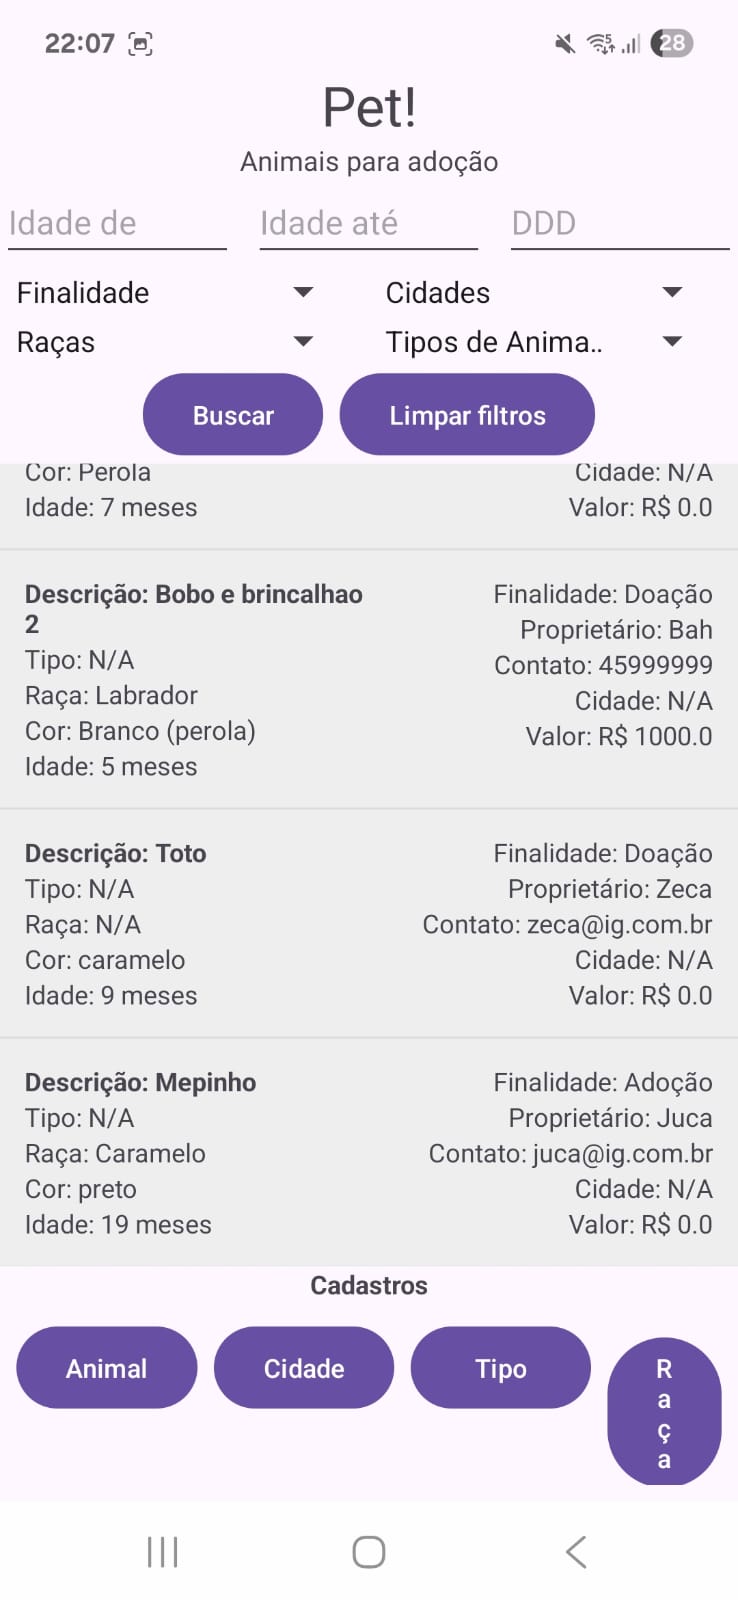 22:07
28
Pet!
Animais para adoção
Idade de Idade até DDD
Finalidade Cidades
Raças Tipos de Anima..
Buscar Limpar filtros
Cor: Perola Cidade: N/A
Idade: 7 meses Valor: R$ 0.0
Descrição: Bobo e brincalhao
2
Tipo: N/A
Raça: Labrador
Cor: Branco (perola)
Idade: 5 meses
Finalidade: Doação
Proprietário: Bah
Contato: 45999999
Cidade: N/A
Valor: R$ 1000.0
Descrição: Toto
Tipo: N/A
Raça: N/A
Cor: caramelo
Idade: 9 meses
Finalidade: Doação
Proprietário: Zeca
Contato: zeca@ig.com.br
Cidade: N/A
Valor: R$ 0.0
Descrição: Mepinho
Tipo: N/A
Raça: Caramelo
Cor: preto
Idade: 19 meses
Finalidade: Adoção
Proprietário: Juca
Contato: juca@ig.com.br
Cidade: N/A
Valor: R$ 0.0
Cadastros
Animal Cidade Tipo
R
a
ç
a